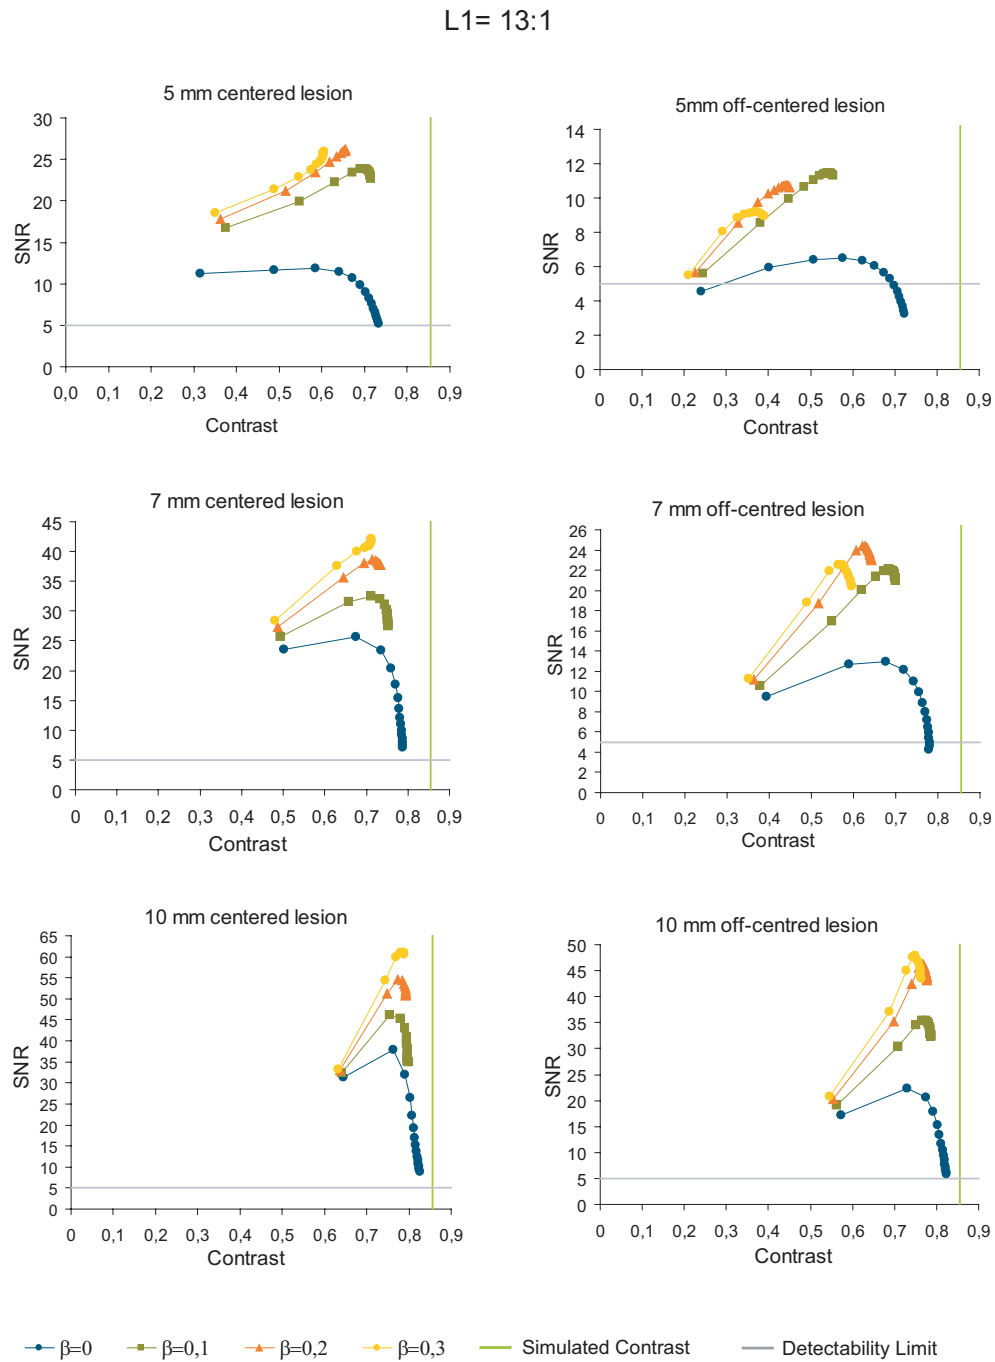 L1= 13:1
5 mm centered lesion
30
25
20
15
10
5
0
SNR
0,0 0,1 0,2 0,3 0,4 0,5 0,6 0,7 0,8 0,9
Contrast
5mm off-centered lesion
14
12
10
8
6
4
2
0
SNR
0 0,1 0,2 0,3 0,4 0,5 0,6 0,7 0,8 0,9
Contrast
7 mm centered lesion
45
40
35
30
25
20
15
10
5
0
SNR
0 0,1 0,2 0,3 0,4 0,5 0,6 0,7 0,8 0,9
Contrast
7 mm off-centred lesion
26
24
22
20
18
16
14
12
10
8
6
5
4
2
0
SNR
0 0,1 0,2 0,3 0,4 0,5 0,6 0,7 0,8 0,9
Contrast
10 mm centered lesion
65
60
55
50
45
40
35
30
25
20
15
10
5
0
SNR
0 0,1 0,2 0,3 0,4 0,5 0,6 0,7 0,8 0,9
Contrast
10 mm off-centred lesion
50
45
40
35
30
25
20
15
10
5
0
SNR
0 0,1 0,2 0,3 0,4 0,5 0,6 0,7 0,8 0,9
Contrast
β=0 β=0,1 β=0,2 β=0,3 Simulated Contrast Detectability Limit